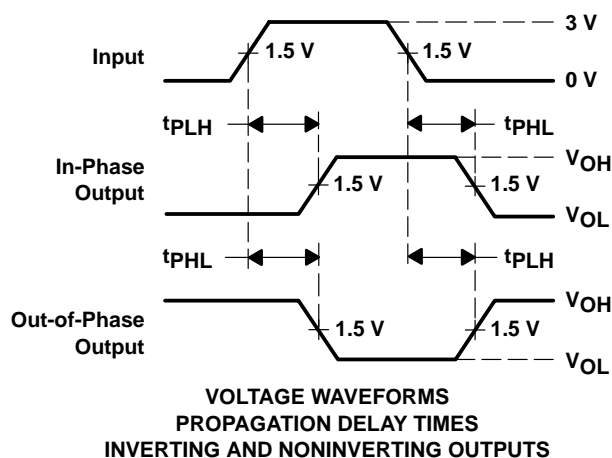 3 V
Input
1.5 V
1.5 V
0 V
tPLH
tPHL
In-Phase
Output
VOH
1.5 V
1.5 V
VOL
tPHL
tPLH
Out-of-Phase
Output
VOH
1.5 V
1.5 V
VOL
VOLTAGE WAVEFORMS
PROPAGATION DELAY TIMES
INVERTING AND NONINVERTING OUTPUTS